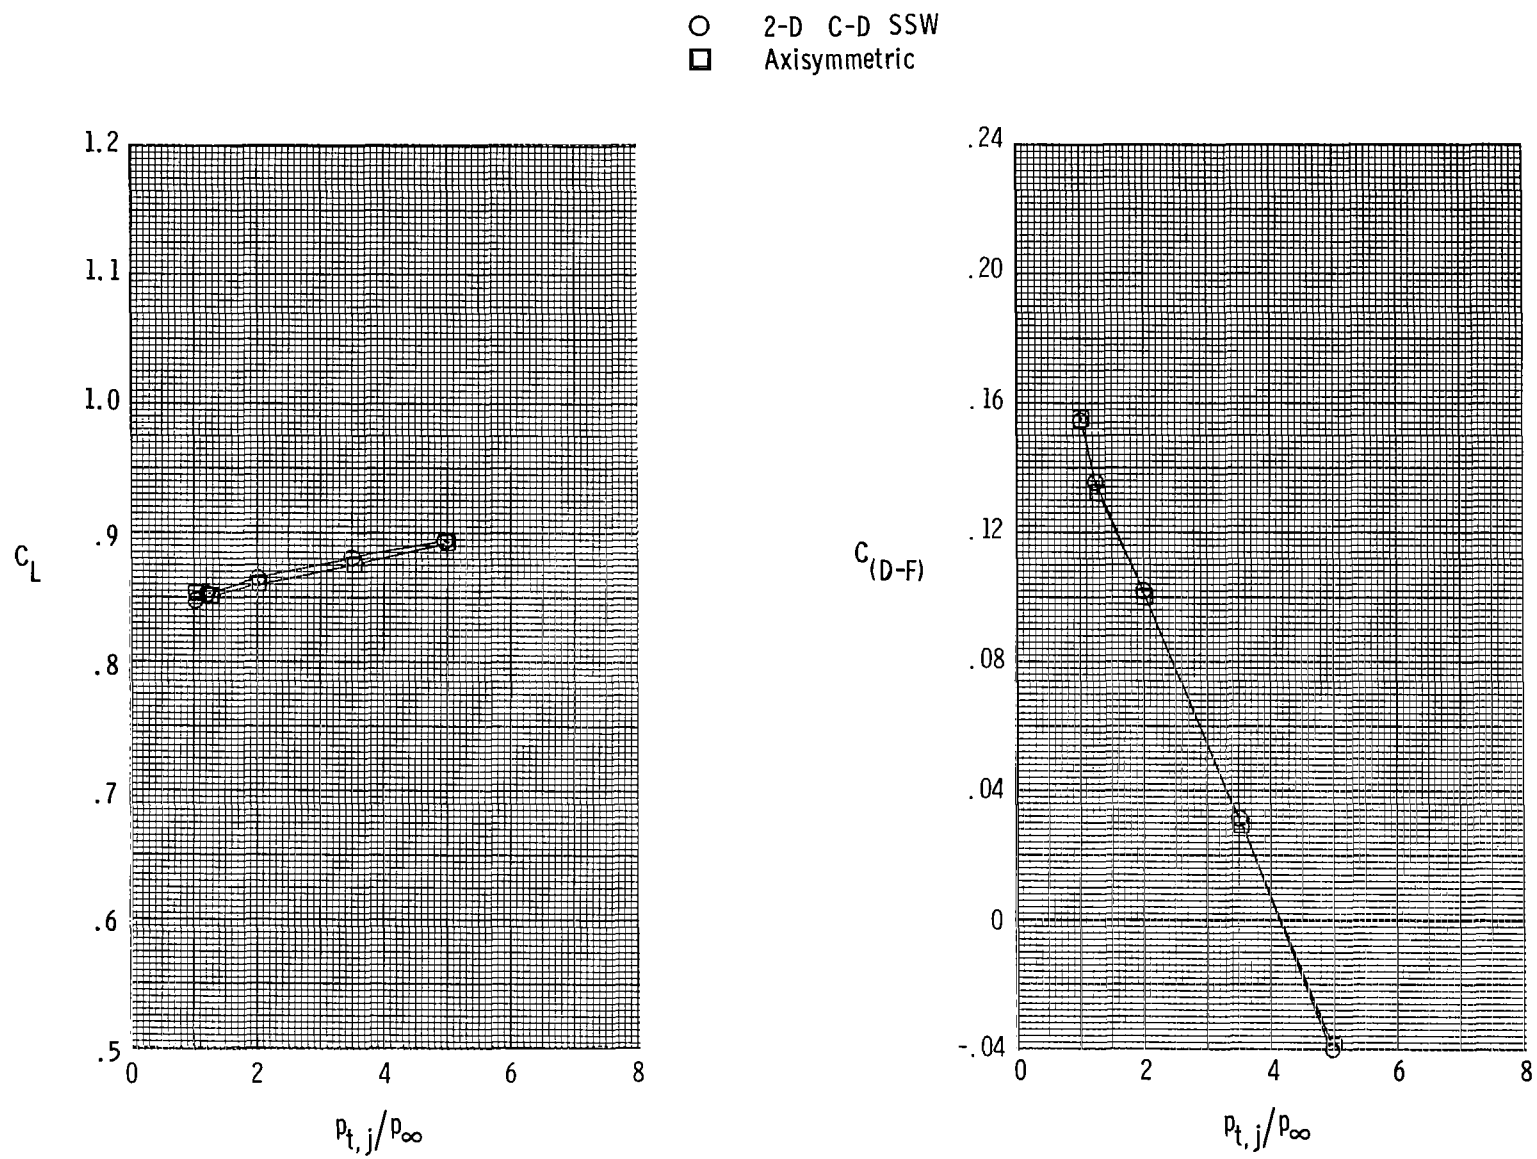 2-D C-D SSW
Axisymmetric
1.2
1.1
1.0
.9
.8
.7
.6
.5
C_L
0 2 4 6 8
p_t,j/p_∞
.24
.20
.16
.12
.08
.04
0
-.04
C_(D-F)
0 2 4 6 8
p_t,j/p_∞